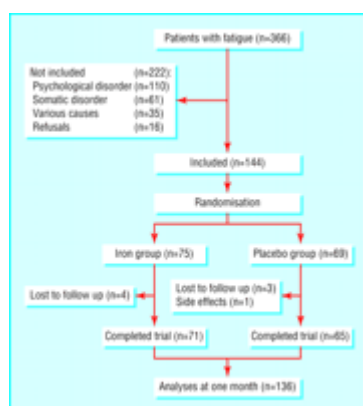 Patients with fatigue (n=366)
Not included (n=222):
Psychological disorder (n=110)
Somatic disorder (n=61)
Various causes (n=35)
Refusals (n=16)
Included (n=144)
Randomisation
Iron group (n=75)
Placebo group (n=69)
Lost to follow up (n=4)
Lost to follow up (n=3)
Side effects (n=1)
Completed trial (n=71)
Completed trial (n=65)
Analyses at one month (n=136)